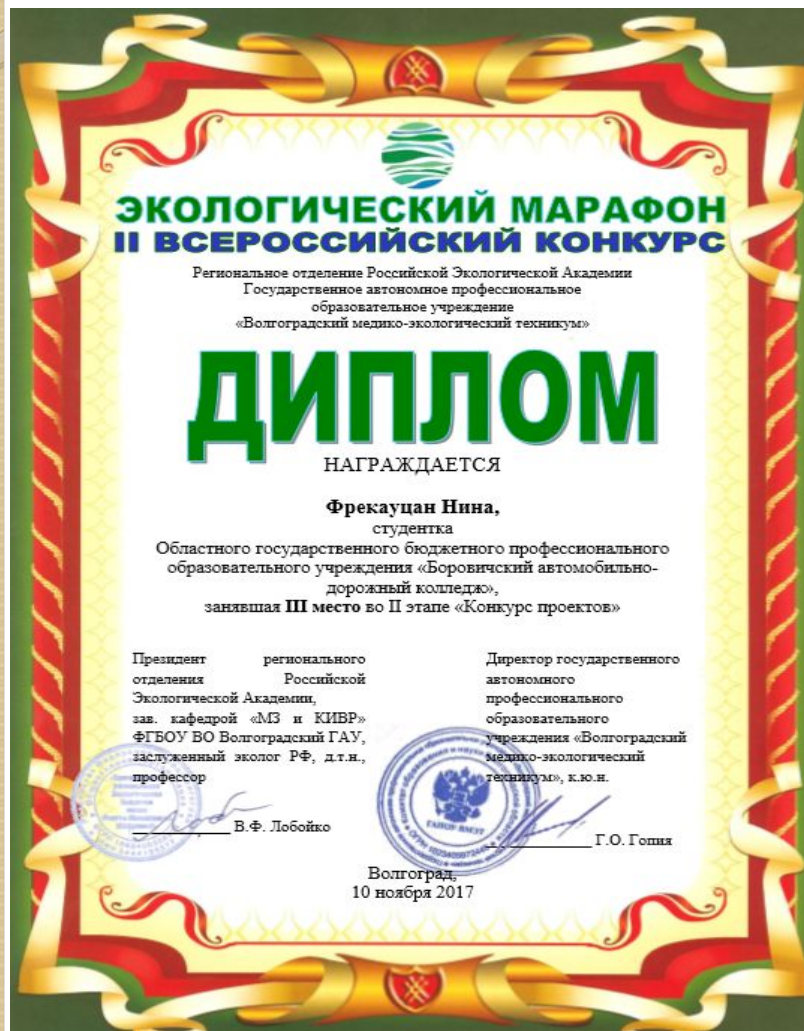 ЭКОЛОГИЧЕСКИЙ МАРАФОН
II ВСЕРОССИЙСКИЙ КОНКУРС
Региональное отделение Российской Экологической Академии
Государственное автономное профессиональное
образовательное учреждение
«Волгоградский медико-экологический техникум»
ДИПЛОМ
НАГРАЖДАЕТСЯ
Фрекауцан Нина,
студентка
Областного государственного бюджетного профессионального
образовательного учреждения «Боровичский автомобильно-
дорожный колледж»,
занявшая III место во II этапе «Конкурс проектов»
Президент регионального
отделения Российской
Экологической Академии,
зав. кафедрой «МЗ и КИВР»
ФГБОУ ВО Волгоградский ГАУ,
заслуженный эколог РФ, д.т.н.,
профессор
В.Ф. Лобойко
Директор государственного
автономного
профессионального
образовательного
учреждения «Волгоградский
медико-экологический
техникум», к.ю.н.
Г.О. Гопия
Волгоград,
10 ноября 2017